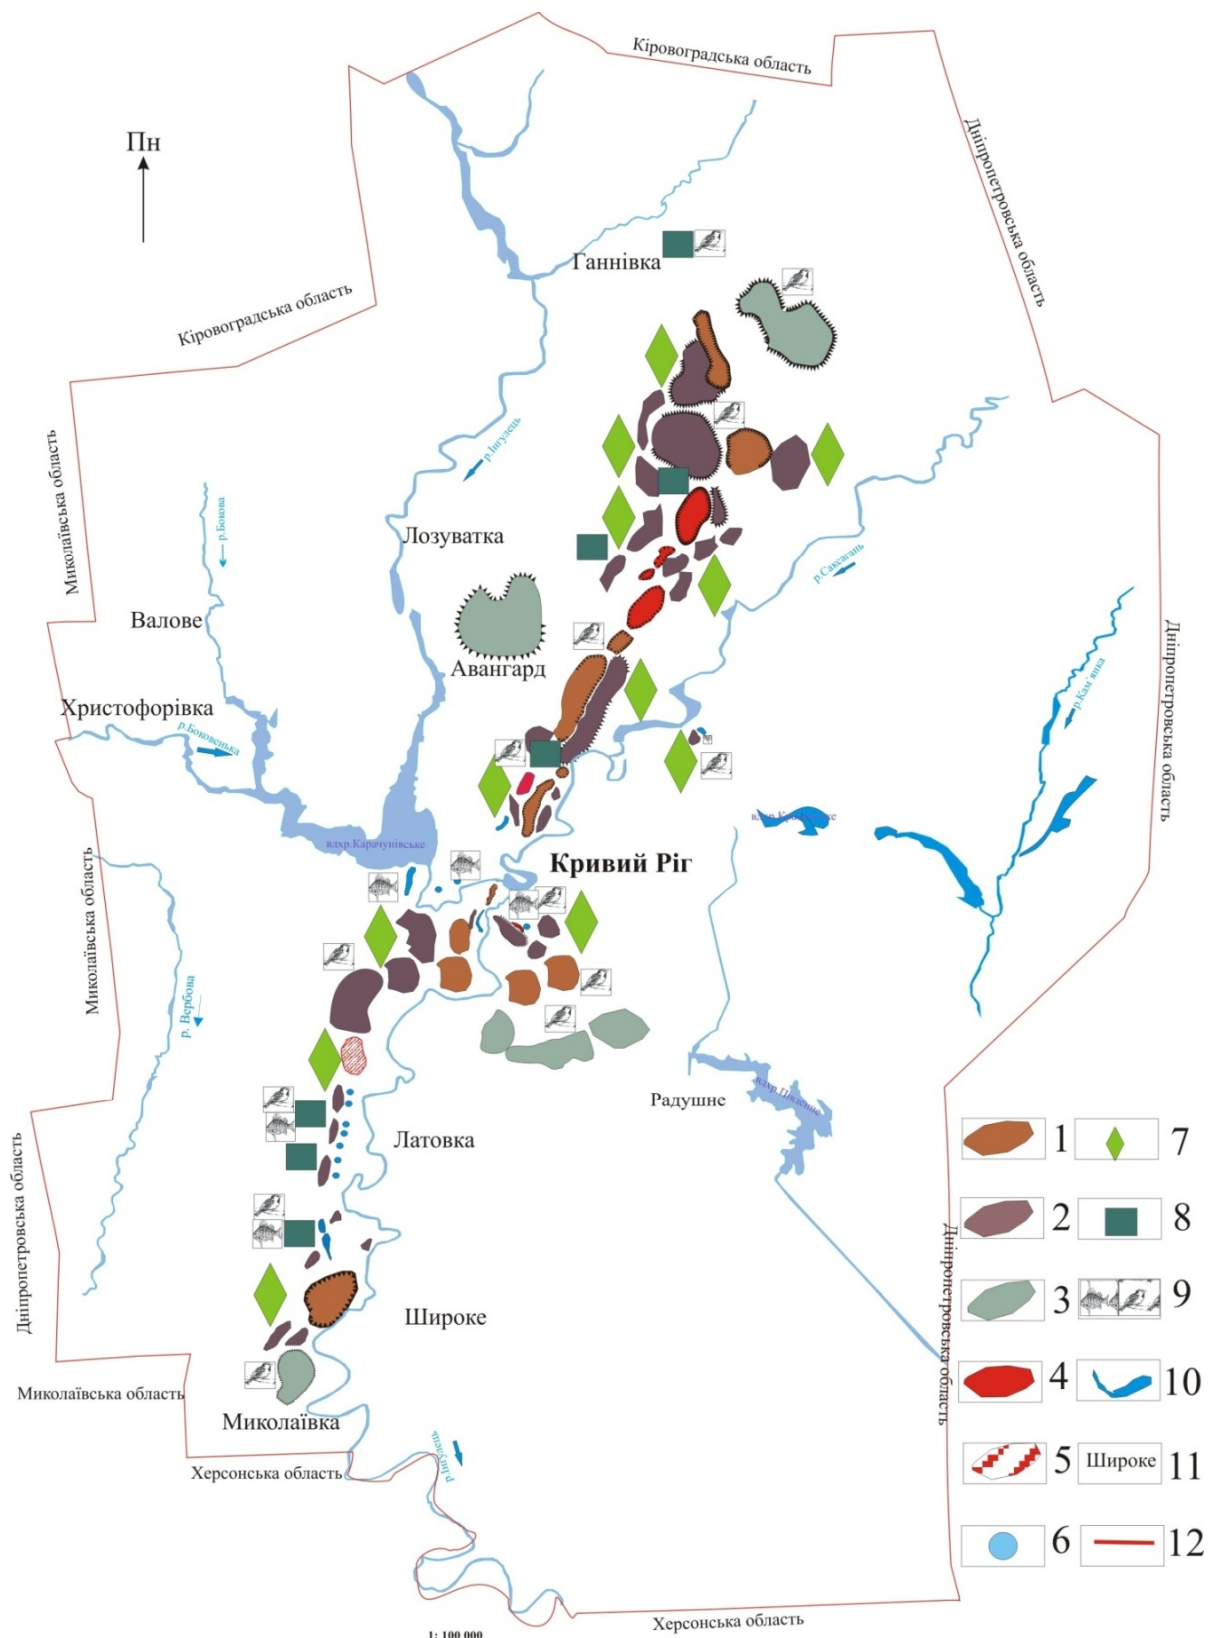 Кіровоградська область
Пн
Дніпропетровська область
Ганнівка
Кіровоградська область
Миколаївська область
р.Інгулець
р.Бокова
Лозуватка
р.Саксагань
Валове
Дніпропетровська область
Авангард
р.Кам'янка
Христофорівка
р.Боковенька
вдхр.Карачунівське
Кривий Ріг
Миколаївська область
р. Вербова
вдхр.Південне
Радушне
1
7
Латовка
Дніпропетровська область
2
8
Дніпропетровська область
3
9
Широке
4
10
Миколаївська область
Миколаївка
5
Широке
11
Херсонська область
р.Інгулець
6
12
Херсонська область
1: 100 000